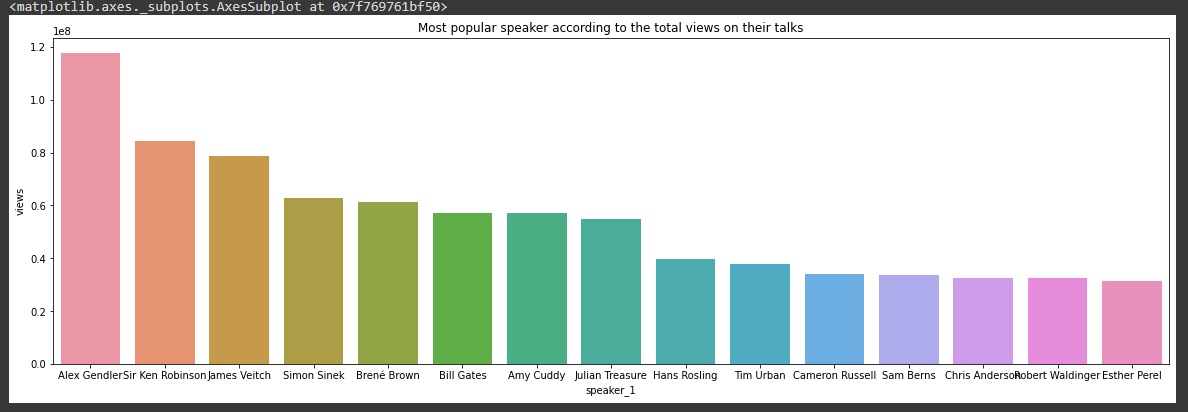 <matplotlib.axes._subplots.AxesSubplot at 0x7f769761bf50>
Most popular speaker according to the total views on their talks
1e8
1.2
1.0
0.8
0.6
0.4
0.2
0.0
views
Alex Gendler Sir Ken Robinson James Veitch Simon Sinek Brené Brown Bill Gates Amy Cuddy Julian Treasure Hans Rosling Tim Urban Cameron Russell Sam Berns Chris Anderson Robert Waldinger Esther Perel
speaker_1